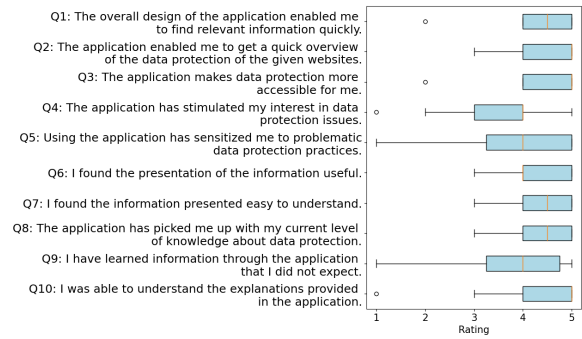 Q1: The overall design of the application enabled me
to find relevant information quickly.
Q2: The application enabled me to get a quick overview
of the data protection of the given websites.
Q3: The application makes data protection more
accessible for me.
Q4: The application has stimulated my interest in data
protection issues.
Q5: Using the application has sensitized me to problematic
data protection practices.
Q6: I found the presentation of the information useful.
Q7: I found the information presented easy to understand.
Q8: The application has picked me up with my current level
of knowledge about data protection.
Q9: I have learned information through the application
that I did not expect.
Q10: I was able to understand the explanations provided
in the application.
1 2 3 4 5
Rating